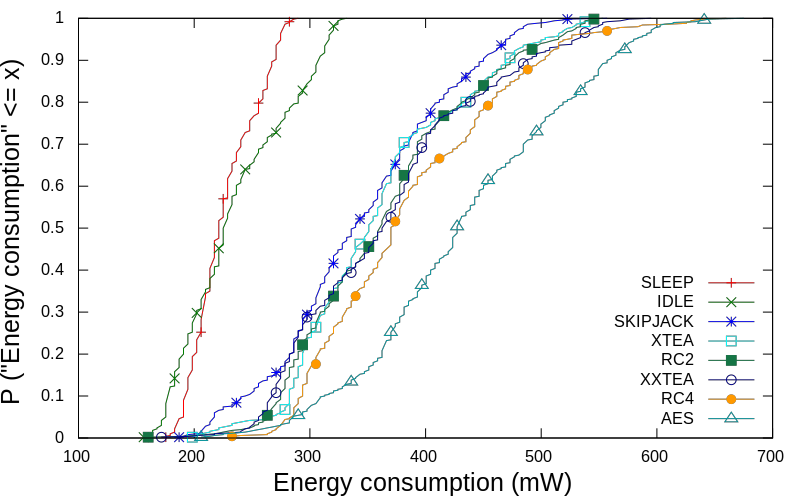 1
0.9
0.8
0.7
0.6
0.5
0.4
0.3
0.2
0.1
0
P ("Energy consumption" <= x)
SLEEP
IDLE
SKIPJACK
XTEA
RC2
XXTEA
RC4
AES
100 200 300 400 500 600 700
Energy consumption (mW)